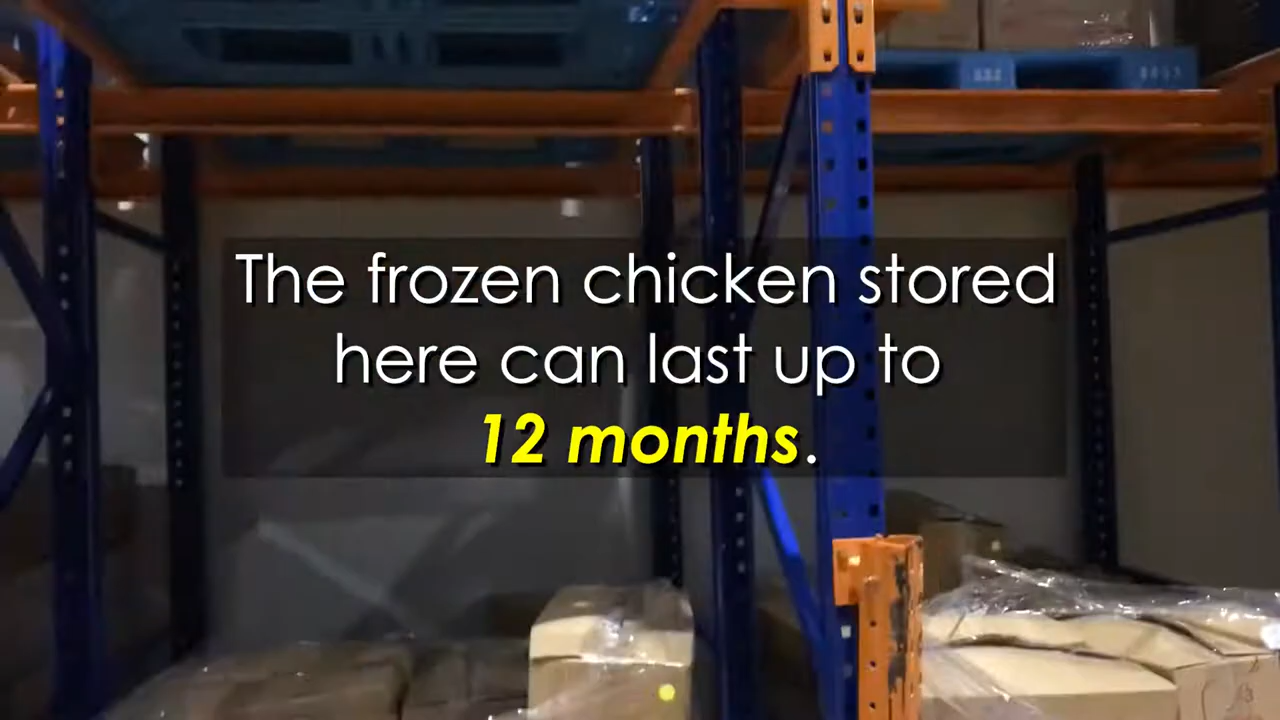 The frozen chicken stored
here can last up to
12 months.